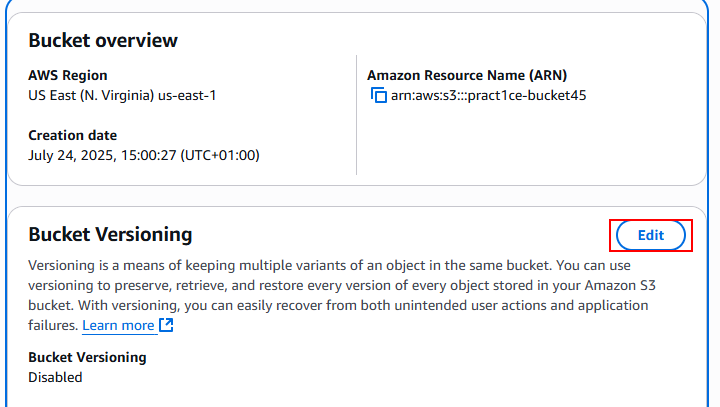 Bucket overview
AWS Region
US East (N. Virginia) us-east-1
Amazon Resource Name (ARN)
arn:aws:s3:::pract1ce-bucket45
Creation date
July 24, 2025, 15:00:27 (UTC+01:00)
Bucket Versioning
Edit
Versioning is a means of keeping multiple variants of an object in the same bucket. You can use
versioning to preserve, retrieve, and restore every version of every object stored in your Amazon S3
bucket. With versioning, you can easily recover from both unintended user actions and application
failures. Learn more
Bucket Versioning
Disabled